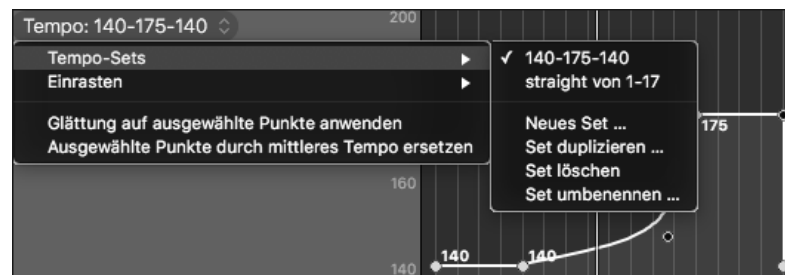 Tempo: 140-175-140
Tempo-Sets
Einrasten
Glättung auf ausgewählte Punkte anwenden
Ausgewählte Punkte durch mittleres Tempo ersetzen
✓ 140-175-140
straight von 1-17
Neues Set ...
Set duplizieren ...
Set löschen
Set umbenennen ...
200
175
160
140
140 140